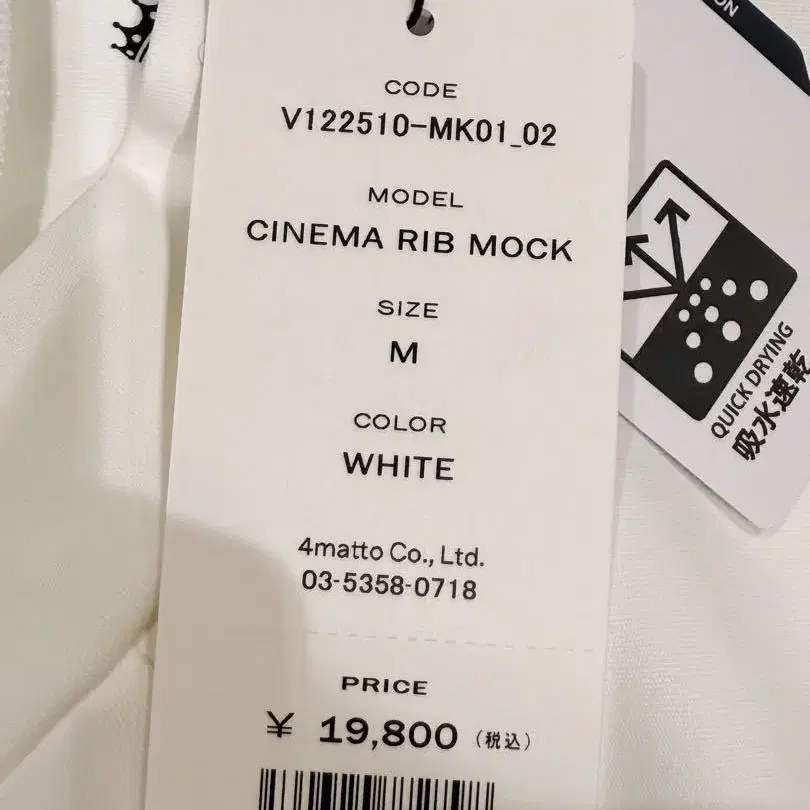 CODE
V122510-MK01_02
MODEL
CINEMA RIB MOCK
SIZE
M
COLOR
WHITE
4matto Co., Ltd.
03-5358-0718
PRICE
¥ 19,800 (税込)
QUICK DRYING
吸水速乾